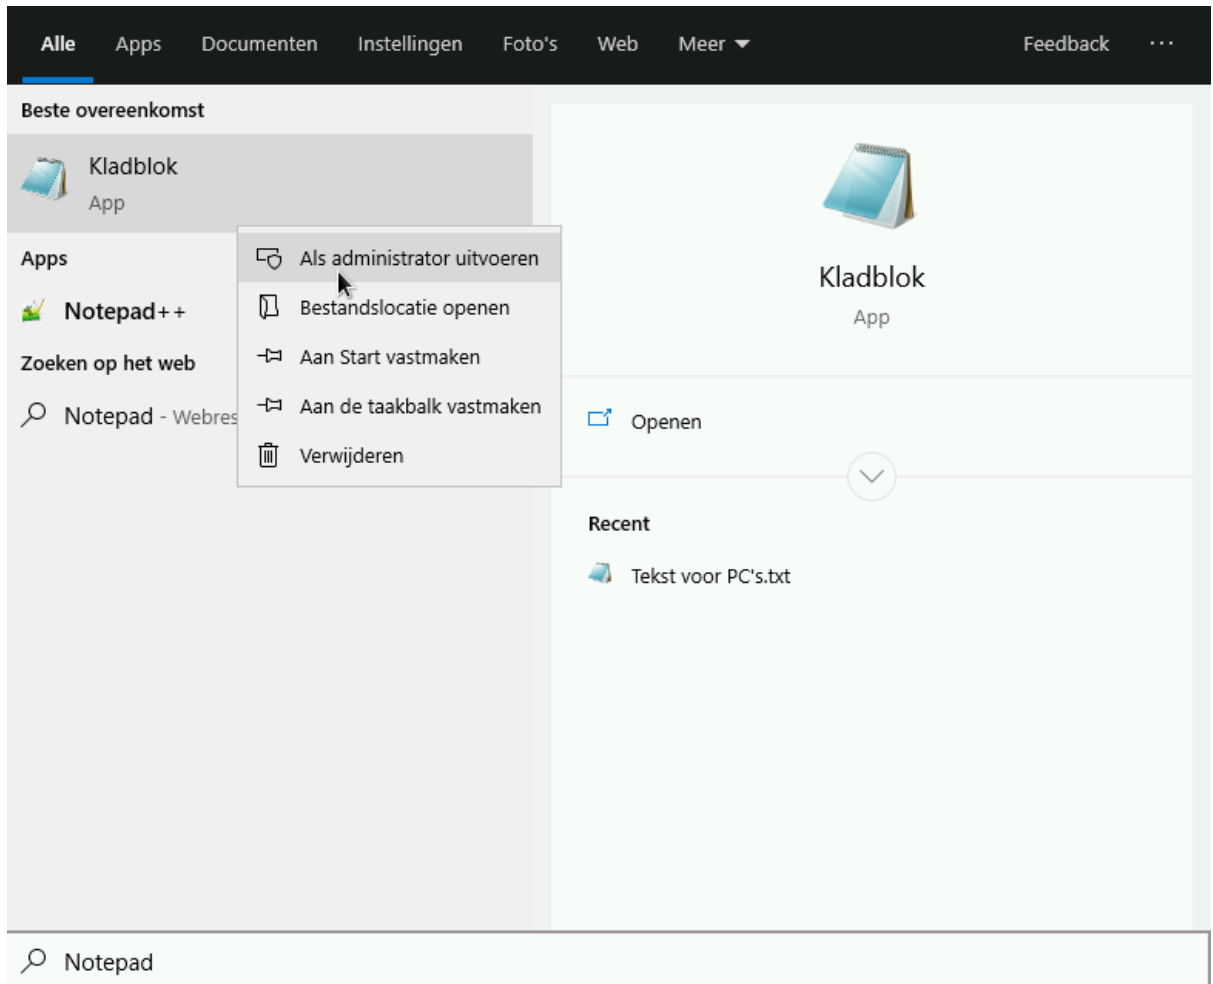 Alle Apps Documenten Instellingen Foto's Web Meer Feedback ...
Beste overeenkomst
Kladblok
App
Apps
Notepad++
Zoeken op het web
Notepad - Webres
Als administrator uitvoeren
Bestandslocatie openen
Aan Start vastmaken
Aan de taakbalk vastmaken
Verwijderen
Kladblok
App
Openen
Recent
Tekst voor PC's.txt
Notepad